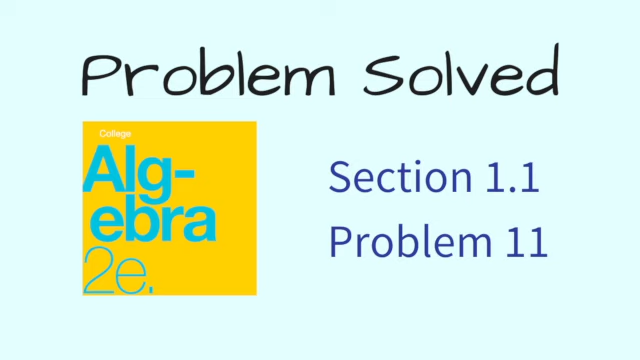 Problem Solved
College
Alg-
ebra
2e.
Section 1.1
Problem 11